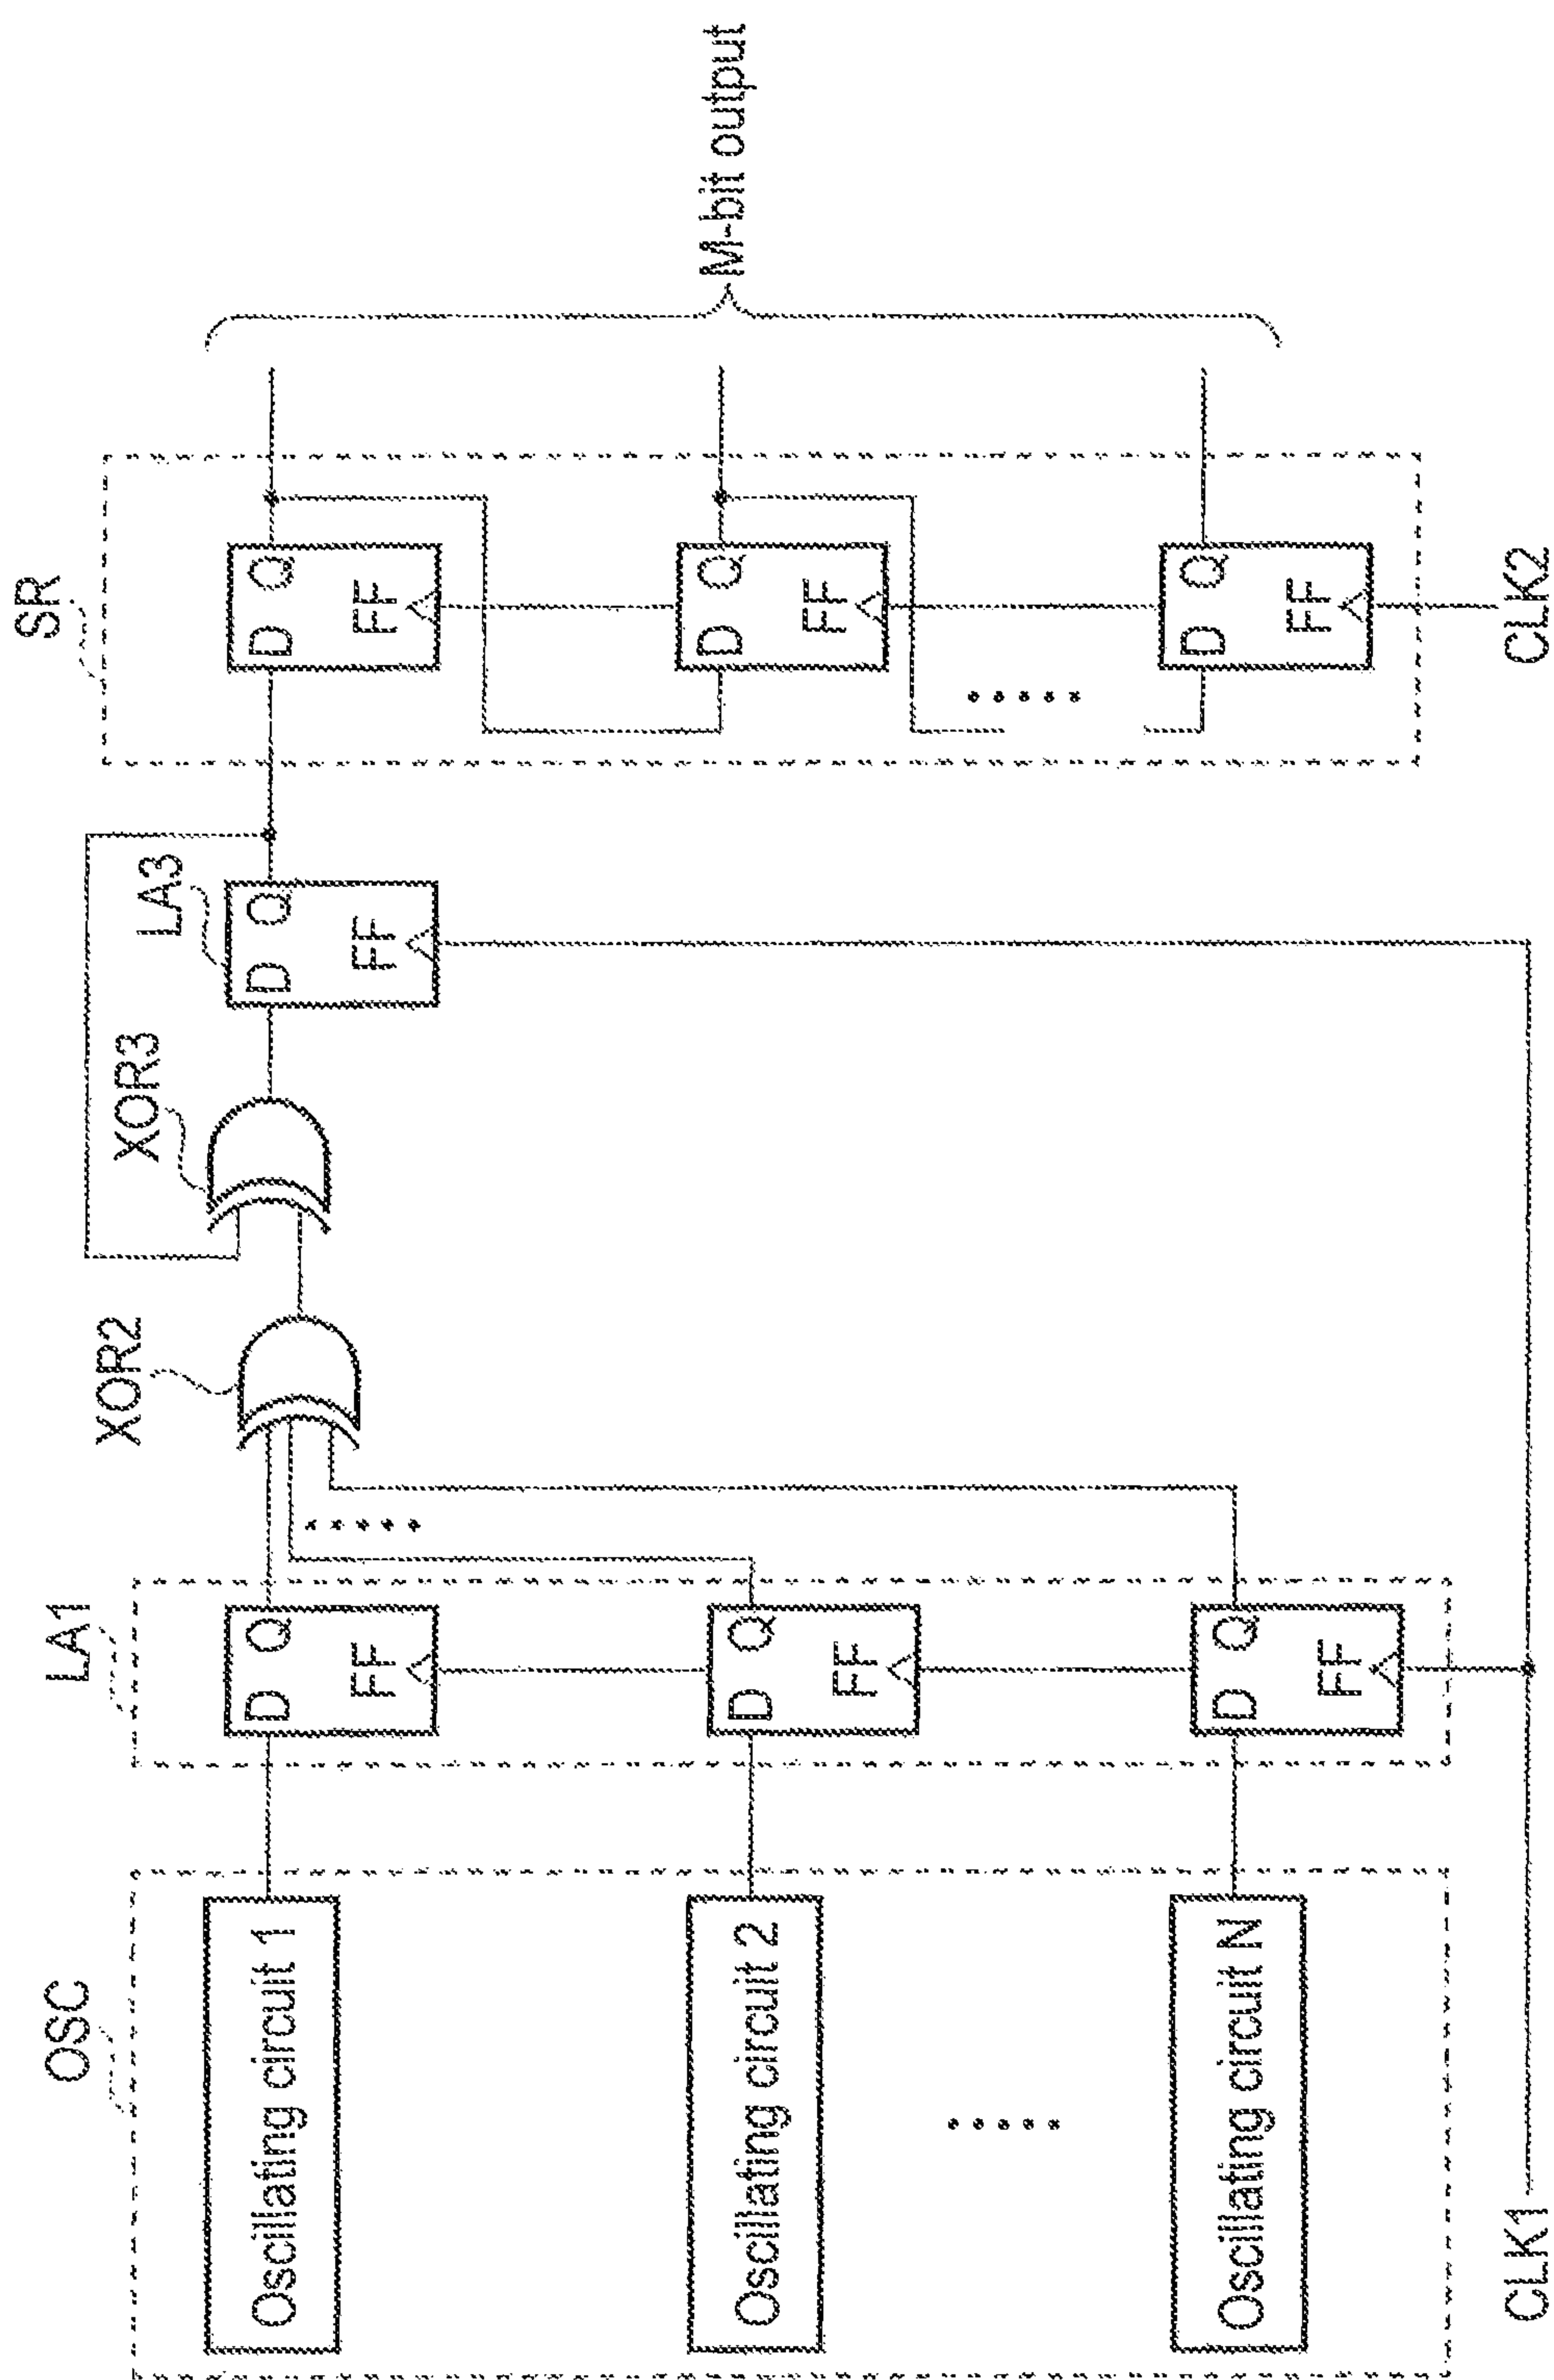 OSC
LA1
XOR2
XOR3
LA3
SR
Oscillating circuit 1
D Q
FF
D Q
FF
D Q
FF
M-bit output
Oscillating circuit 2
D Q
FF
D Q
FF
Oscillating circuit N
D Q
FF
D Q
FF
CLK1
CLK2